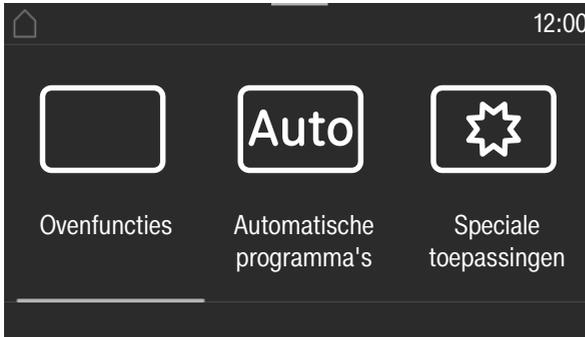 12:00
Auto
Ovenfuncties
Automatische
programma's
Speciale
toepassingen